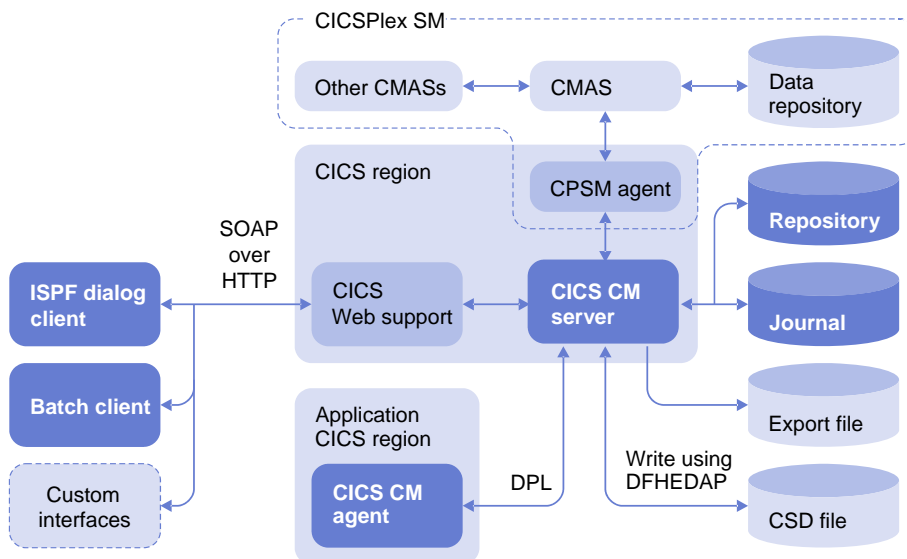 CICSPlex SM
Other CMASs
CMAS
Data
repository
CICS region
CPSM agent
Repository
SOAP
over
HTTP
ISPF dialog
client
CICS
Web support
CICS CM
server
Journal
Batch client
Application
CICS region
Export file
CICS CM
agent
DPL
Write using
DFHEDAP
Custom
interfaces
CSD file